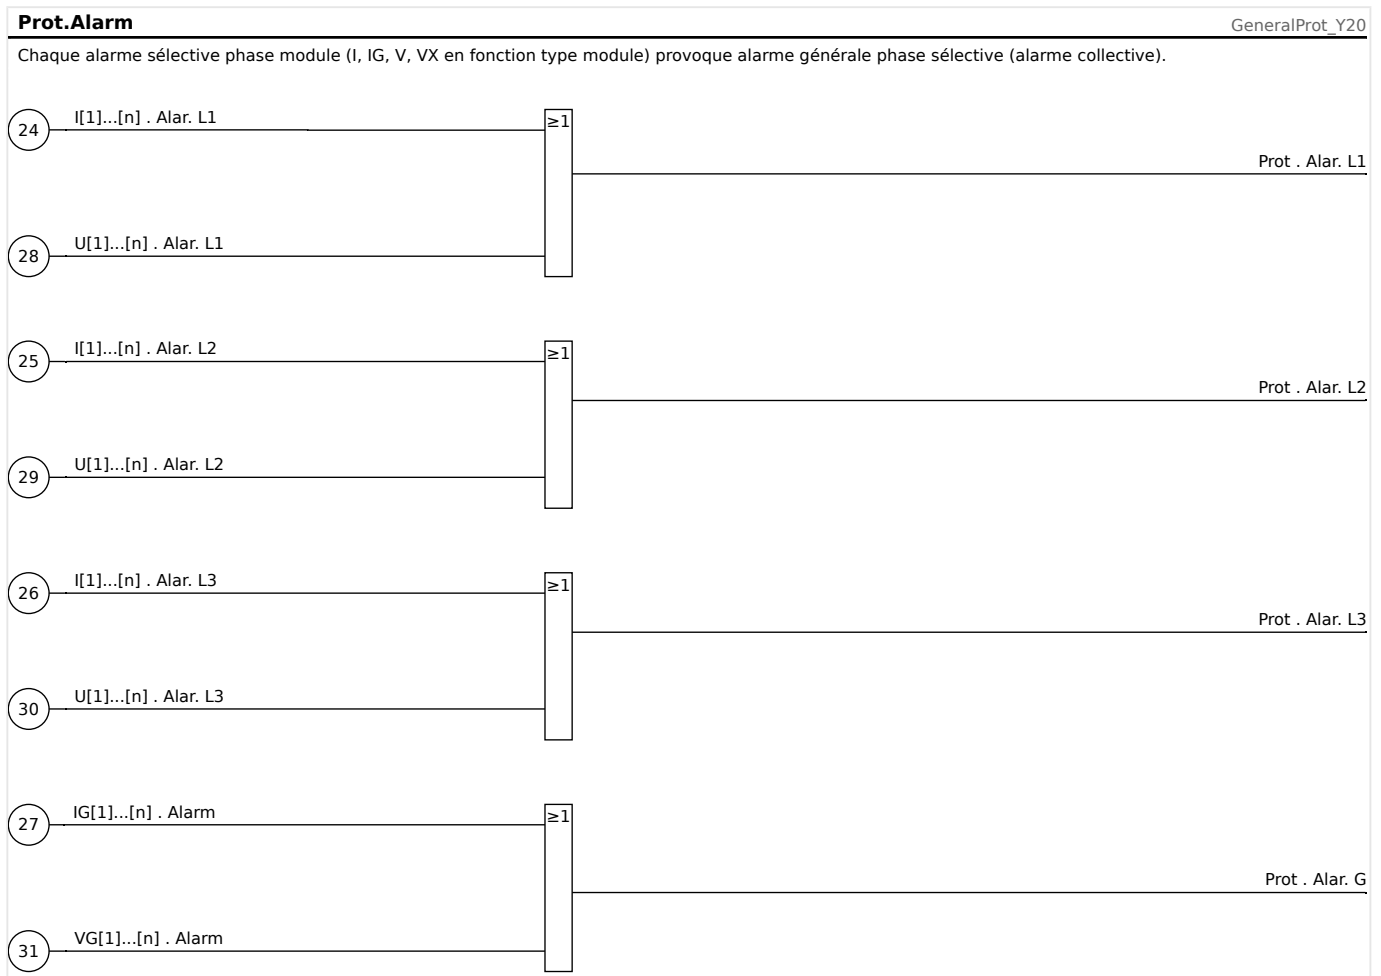 Prot.Alarm
GeneralProt_Y20
Chaque alarme sélective phase module (I, IG, V, VX en fonction type module) provoque alarme générale phase sélective (alarme collective).
24
I[1]...[n] . Alar. L1
≥1
Prot . Alar. L1
28
U[1]...[n] . Alar. L1
25
I[1]...[n] . Alar. L2
≥1
Prot . Alar. L2
29
U[1]...[n] . Alar. L2
26
I[1]...[n] . Alar. L3
≥1
Prot . Alar. L3
30
U[1]...[n] . Alar. L3
27
IG[1]...[n] . Alarm
≥1
Prot . Alar. G
31
VG[1]...[n] . Alarm